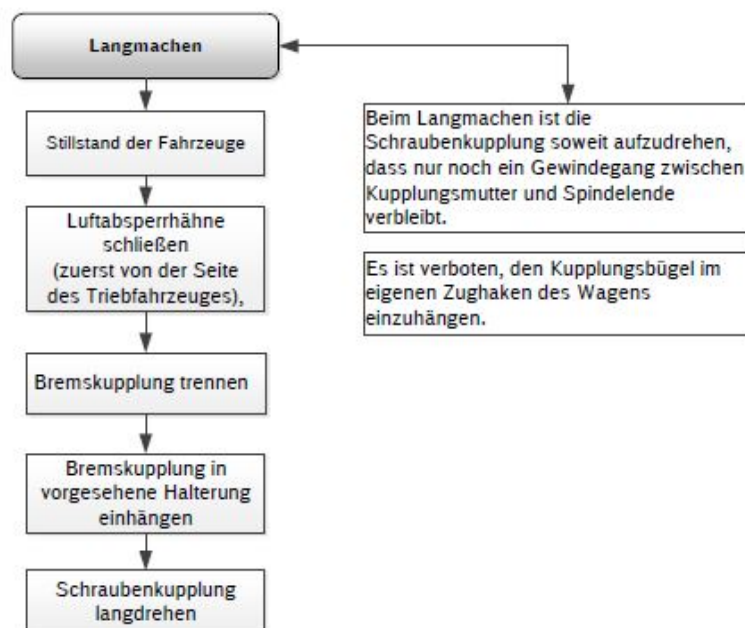 Langmachen
Stillstand der Fahrzeuge
Luftabsperrhähne
schließen
(zuerst von der Seite
des Triebfahrzeuges),
Bremskupplung trennen
Bremskupplung in
vorgesehene Halterung
einhängen
Schraubenkupplung
langdrehen
Beim Langmachen ist die
Schraubenkupplung soweit aufzudrehen,
dass nur noch ein Gewindegang zwischen
Kupplungsmutter und Spindelende
verbleibt.
Es ist verboten, den Kupplungsbügel im
eigenen Zughaken des Wagens
einzuhängen.